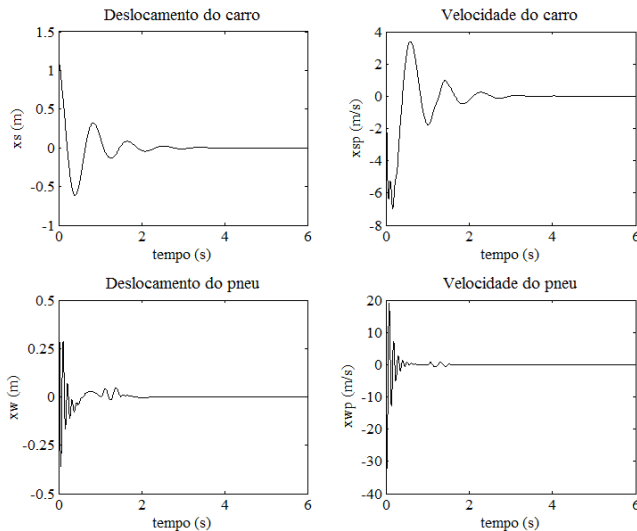 Deslocamento do carro
1.5
1
0.5
0
-0.5
-1
xs (m)
0 2 4 6
tempo (s)
Velocidade do carro
4
2
0
-2
-4
-6
-8
xsp (m/s)
0 2 4 6
tempo (s)
Deslocamento do pneu
0.5
0.25
0
-0.25
-0.5
xw (m)
0 2 4 6
tempo (s)
Velocidade do pneu
20
10
0
-10
-20
-30
-40
xwp (m/s)
0 2 4 6
tempo (s)